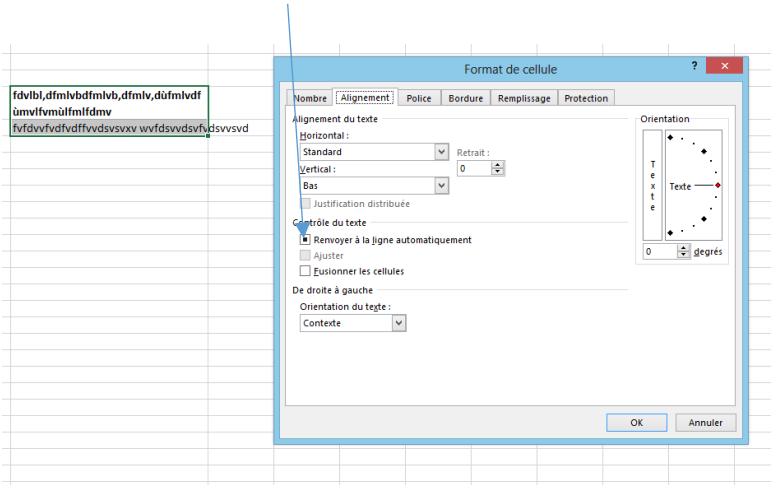 Format de cellule
?
×
fdvlbl,dfmlvbdfmlvb,dfmlv,dùfmlvdf
ùmvlfvmùlfmlfdmv
fvfdvvfvdfvdffvvdsvsvxv wvfdsvvdsvfvdsvvsvd
Nombre Alignement Police Bordure Remplissage Protection
Alignement du texte
Horizontal :
Standard
Retrait :
Vertical :
0
Bas
Justification distribuée
Contrôle du texte
Renvoyer à la ligne automatiquement
Ajuster
Fusionner les cellules
De droite à gauche
Orientation du texte :
Contexte
Orientation
Texte
Texte
0 degrés
OK Annuler